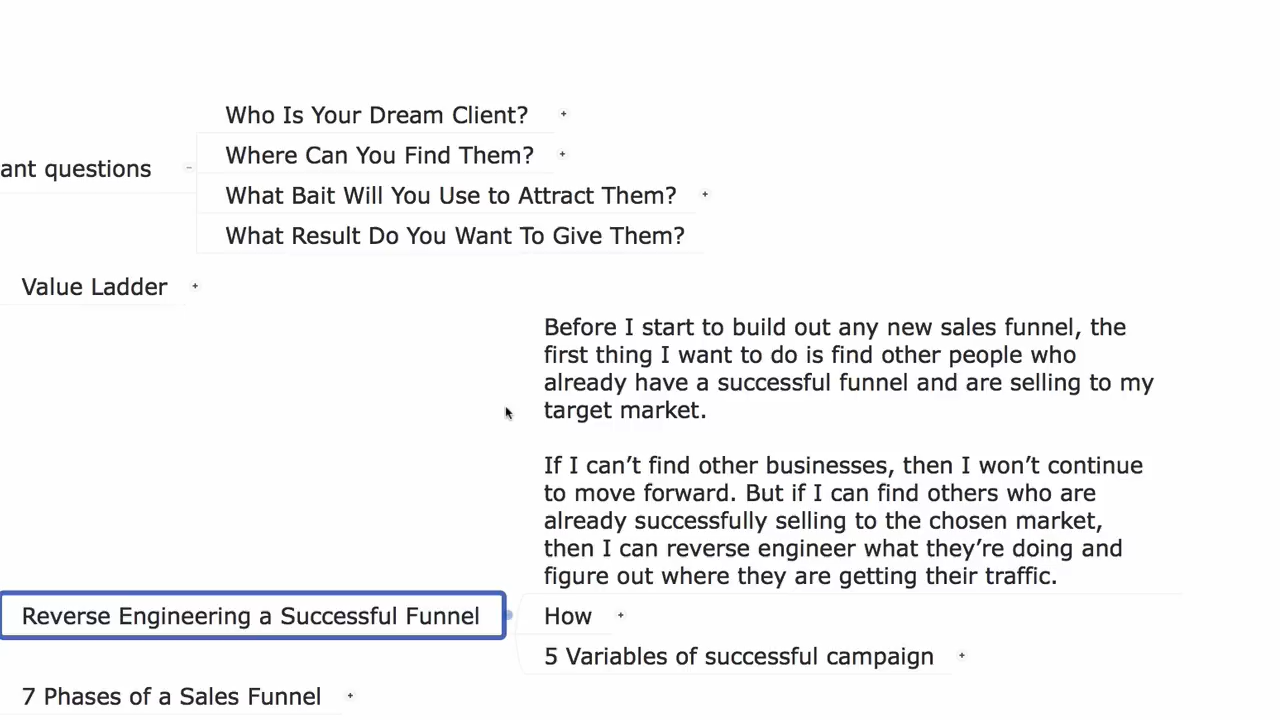 Who Is Your Dream Client?
Where Can You Find Them?
ant questions
What Bait Will You Use to Attract Them?
What Result Do You Want To Give Them?
Value Ladder
Before I start to build out any new sales funnel, the
first thing I want to do is find other people who
already have a successful funnel and are selling to my
target market.
If I can’t find other businesses, then I won’t continue
to move forward. But if I can find others who are
already successfully selling to the chosen market,
then I can reverse engineer what they’re doing and
figure out where they are getting their traffic.
Reverse Engineering a Successful Funnel
How
5 Variables of successful campaign
7 Phases of a Sales Funnel